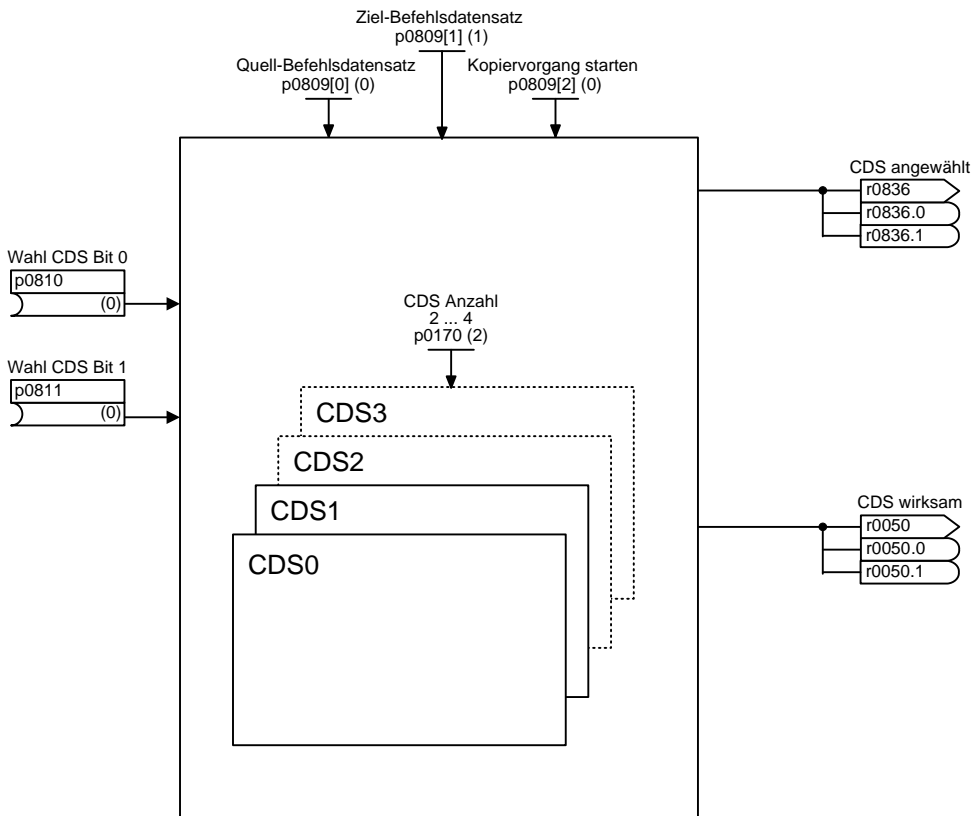 Ziel-Befehlsdatensatz
p0809[1] (1)
Quell-Befehlsdatensatz
p0809[0] (0)
Kopiervorgang starten
p0809[2] (0)
CDS angewählt
r0836
r0836.0
r0836.1
Wahl CDS Bit 0
p0810
(0)
CDS Anzahl
2 ... 4
p0170 (2)
Wahl CDS Bit 1
p0811
(0)
CDS3
CDS2
CDS1
CDS0
CDS wirksam
r0050
r0050.0
r0050.1